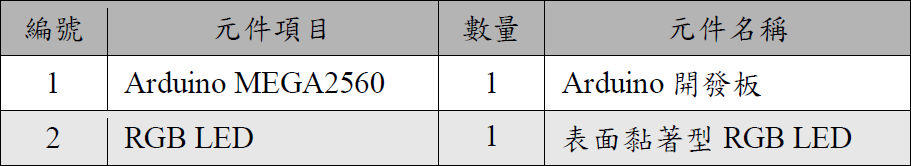 編號 元件項目 數量 元件名稱
1 Arduino MEGA2560 1 Arduino 開發板
2 RGB LED 1 表面黏著型 RGB LED